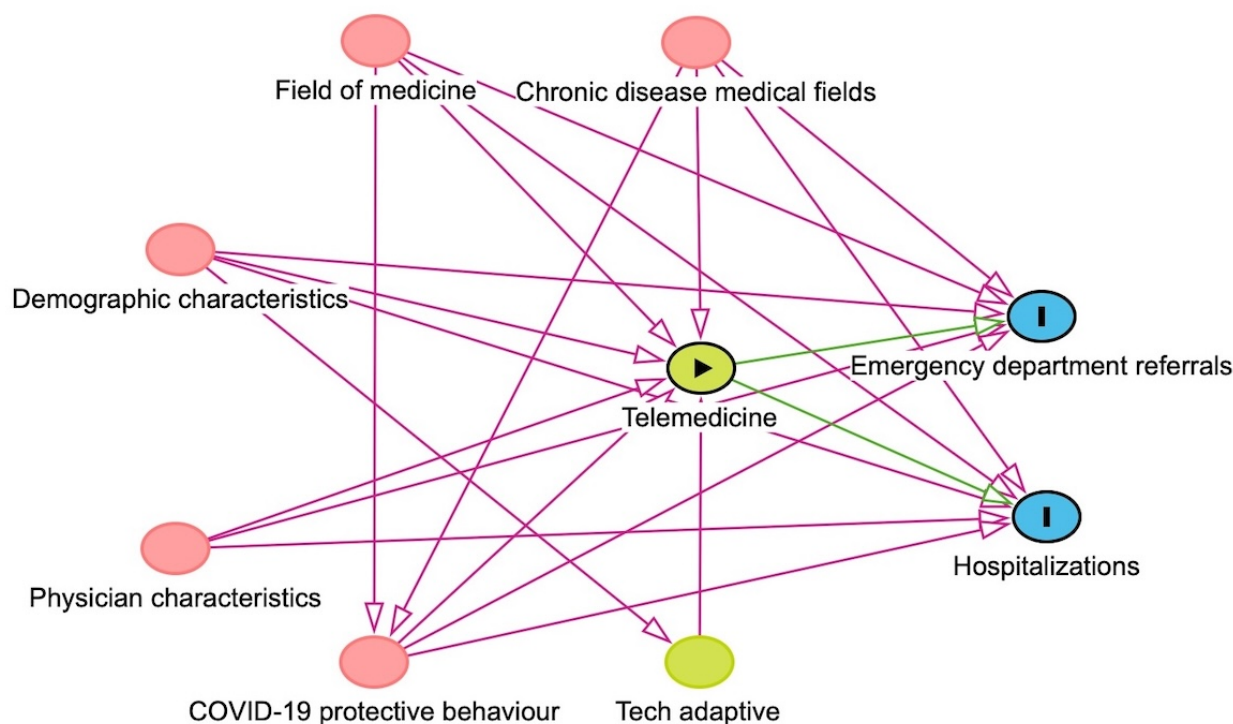 Field of medicine
Chronic disease medical fields
Demographic characteristics
Emergency department referrals
Telemedicine
Hospitalizations
Physician characteristics
COVID-19 protective behaviour
Tech adaptive